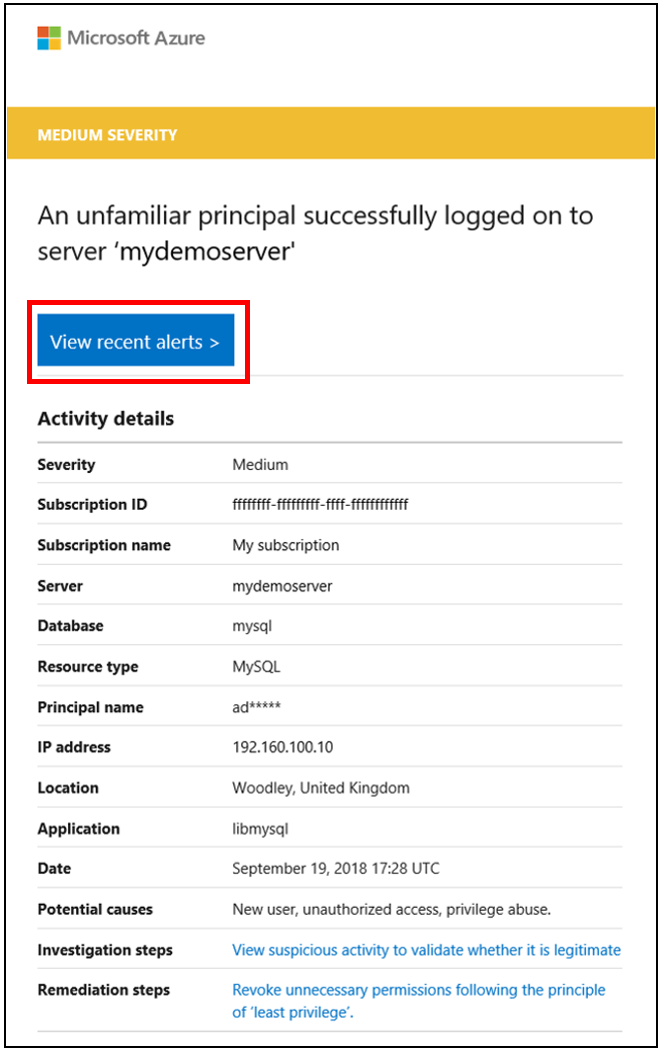 Microsoft Azure
MEDIUM SEVERITY
An unfamiliar principal successfully logged on to
server ‘mydemoserver'
View recent alerts >
Activity details
Severity Medium
Subscription ID ffffffff-fffffffff-ffff-ffffffffffff
Subscription name My subscription
Server mydemoserver
Database mysql
Resource type MySQL
Principal name ad*****
IP address 192.160.100.10
Location Woodley, United Kingdom
Application libmysql
Date September 19, 2018 17:28 UTC
Potential causes New user, unauthorized access, privilege abuse.
Investigation steps View suspicious activity to validate whether it is legitimate
Remediation steps Revoke unnecessary permissions following the principle
of ‘least privilege’.